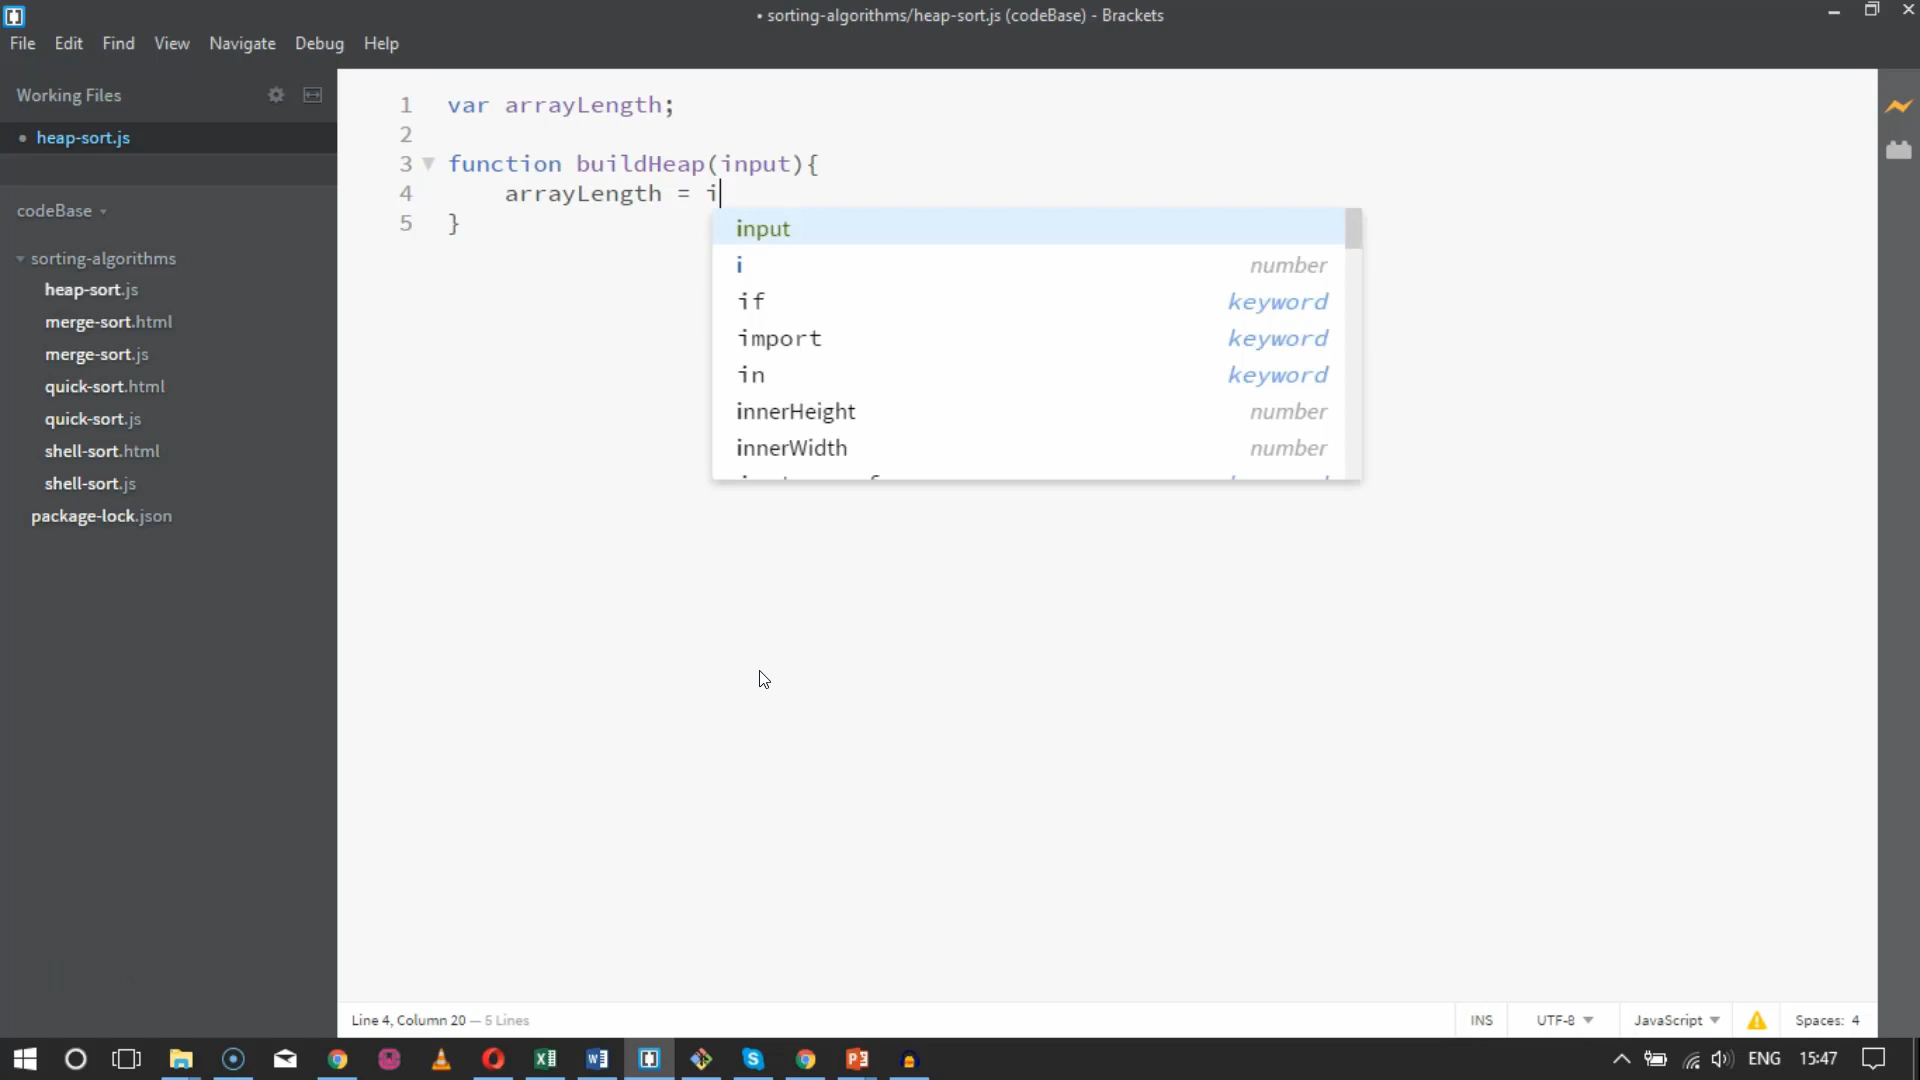 • sorting-algorithms/heap-sort.js (codeBase) - Brackets
File Edit Find View Navigate Debug Help
Working Files
• heap-sort.js
codeBase
sorting-algorithms
heap-sort.js
merge-sort.html
merge-sort.js
quick-sort.html
quick-sort.js
shell-sort.html
shell-sort.js
package-lock.json
1 var arrayLength;
2
3 function buildHeap(input){
4 arrayLength = i
5 }
input
i number
if keyword
import keyword
in keyword
innerHeight number
innerWidth number
Line 4, Column 20 — 5 Lines
INS UTF-8 JavaScript Spaces: 4
ENG 15:47